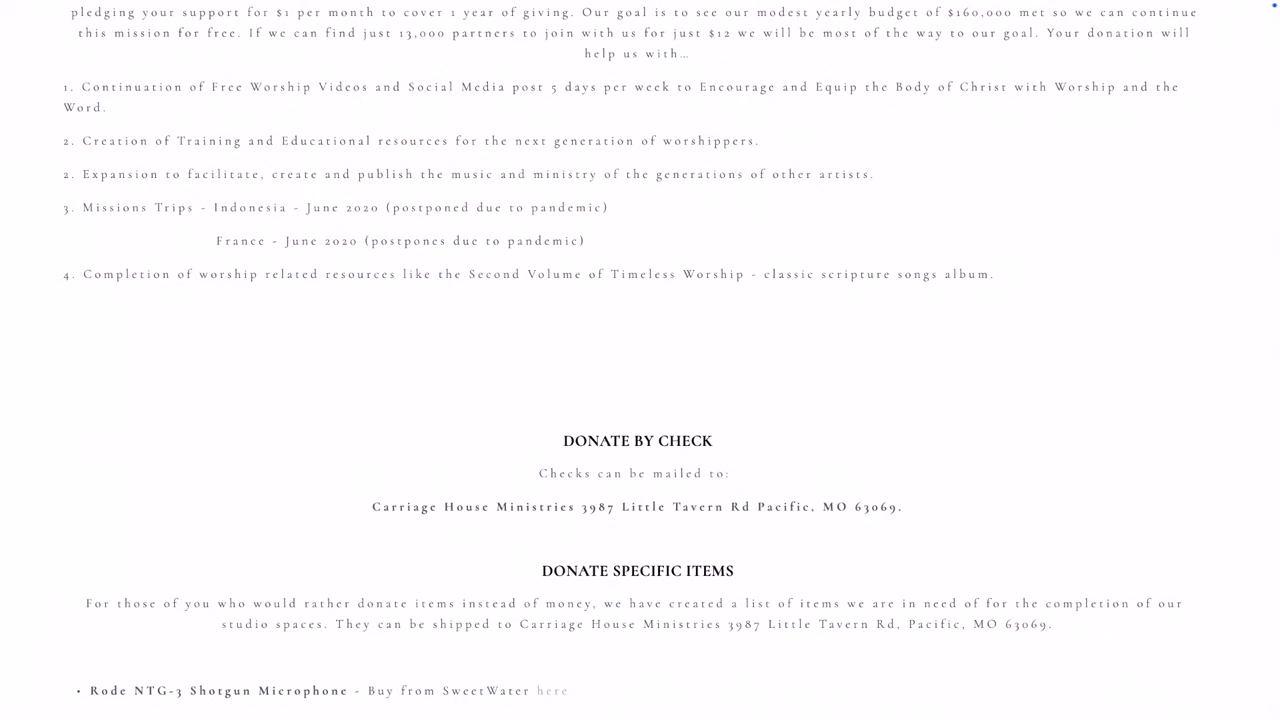 pledging your support for $1 per month to cover 1 year of giving. Our goal is to see our modest yearly budget of $160,000 met so we can continue
this mission for free. If we can find just 13,000 partners to join with us for just $12 we will be most of the way to our goal. Your donation will
help us with…
1. Continuation of Free Worship Videos and Social Media post 5 days per week to Encourage and Equip the Body of Christ with Worship and the
Word.
2. Creation of Training and Educational resources for the next generation of worshippers.
2. Expansion to facilitate, create and publish the music and ministry of the generations of other artists.
3. Missions Trips - Indonesia - June 2020 (postponed due to pandemic)
France - June 2020 (postpones due to pandemic)
4. Completion of worship related resources like the Second Volume of Timeless Worship - classic scripture songs album.
DONATE BY CHECK
Checks can be mailed to:
Carriage House Ministries 3987 Little Tavern Rd Pacific, MO 63069.
DONATE SPECIFIC ITEMS
For those of you who would rather donate items instead of money, we have created a list of items we are in need of for the completion of our
studio spaces. They can be shipped to Carriage House Ministries 3987 Little Tavern Rd, Pacific, MO 63069.
• Rode NTG-3 Shotgun Microphone - Buy from SweetWater here